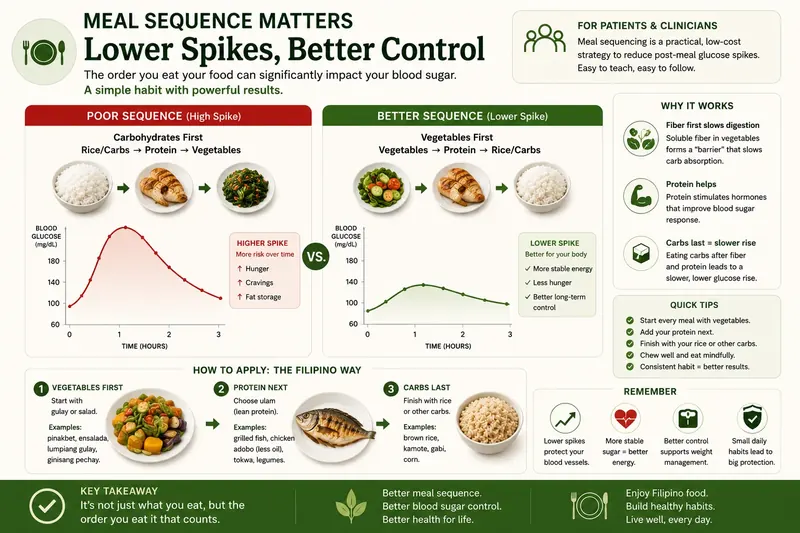 MEAL SEQUENCE MATTERS
Lower Spikes, Better Control
The order you eat your food can significantly impact your blood sugar.
A simple habit with powerful results.
FOR PATIENTS & CLINICIANS
Meal sequencing is a practical, low-cost
strategy to reduce post-meal glucose spikes.
Easy to teach, easy to follow.
POOR SEQUENCE (High Spike)
Carbohydrates First
Rice/Carbs → Protein → Vegetables
BLOOD
GLUCOSE
(mg/dL)
180
140
100
60
0
1
2
3
TIME (HOURS)
HIGHER SPIKE
More risk over time
↑ Hunger
↑ Cravings
↑ Fat storage
VS.
BETTER SEQUENCE (Lower Spike)
Vegetables First
Vegetables → Protein → Rice/Carbs
BLOOD
GLUCOSE
(mg/dL)
180
140
100
60
0
1
2
3
TIME (HOURS)
LOWER SPIKE
Better for your body
✓ More stable energy
✓ Less hunger
✓ Better long-term
control
WHY IT WORKS
Fiber first slows digestion
Soluble fiber in vegetables
forms a "barrier" that slows
carb absorption.
Protein helps
Protein stimulates hormones
that improve blood sugar
response.
Carbs last = slower rise
Eating carbs after fiber
and protein leads to a
slower, lower glucose rise.
QUICK TIPS
Start every meal with vegetables.
Add your protein next.
Finish with your rice or other carbs.
Chew well and eat mindfully.
Consistent habit = better results.
HOW TO APPLY: THE FILIPINO WAY
1 VEGETABLES FIRST
Start with
gulay or salad.
Examples:
pinakbet, ensalada,
lumpiang gulay,
ginisang pechay.
2 PROTEIN NEXT
Choose ulam
(lean protein).
Examples:
grilled fish, chicken
adobo (less oil),
tokwa, legumes.
3 CARBS LAST
Finish with rice
or other carbs.
Examples:
brown rice,
kamote, gabi,
corn.
REMEMBER
Lower spikes
protect your
blood vessels.
More stable
sugar = better
energy.
Better control
supports weight
management.
Small daily
habits lead to
big protection.
KEY TAKEAWAY
It's not just what you eat, but the
order you eat it that counts.
Better meal sequence.
Better blood sugar control.
Better health for life.
Enjoy Filipino food.
Build healthy habits.
Live well, every day.